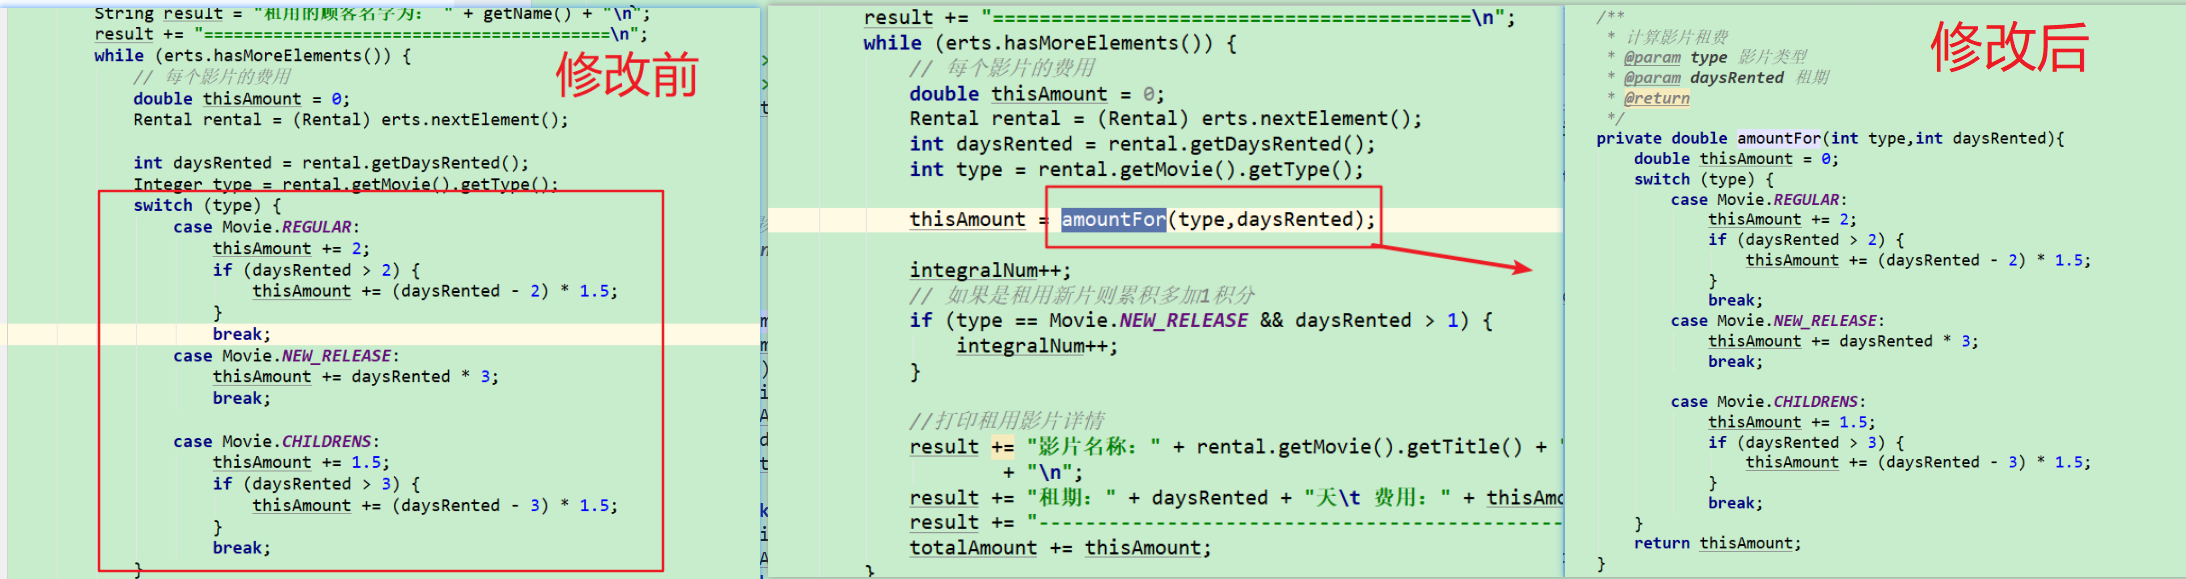 String result = "租用的顾客名字为： " + getName() + "\n";
result += "=========================================\n";
while (erts.hasMoreElements()) {
// 每个影片的费用
double thisAmount = 0;
Rental rental = (Rental) erts.nextElement();
int daysRented = rental.getDaysRented();
Integer type = rental.getMovie().getType();
switch (type) {
case Movie.REGULAR:
thisAmount += 2;
if (daysRented > 2) {
thisAmount += (daysRented - 2) * 1.5;
}
break;
case Movie.NEW_RELEASE:
thisAmount += daysRented * 3;
break;
case Movie.CHILDRENS:
thisAmount += 1.5;
if (daysRented > 3) {
thisAmount += (daysRented - 3) * 1.5;
}
break;
}
修改前
result += "=========================================\n";
while (erts.hasMoreElements()) {
// 每个影片的费用
double thisAmount = 0;
Rental rental = (Rental) erts.nextElement();
int daysRented = rental.getDaysRented();
int type = rental.getMovie().getType();
thisAmount = amountFor(type,daysRented);
integralNum++;
// 如果是租用新片则累积多加1积分
if (type == Movie.NEW_RELEASE && daysRented > 1) {
integralNum++;
}
//打印租用影片详情
result += "影片名称：" + rental.getMovie().getTitle() + "
+ "\n";
result += "租期：" + daysRented + "天\t 费用：" + thisAmo
result += "---------------------------------------------
totalAmount += thisAmount;
}
修改后
/**
* 计算影片租费
* @param type 影片类型
* @param daysRented 租期
* @return
*/
private double amountFor(int type,int daysRented){
double thisAmount = 0;
switch (type) {
case Movie.REGULAR:
thisAmount += 2;
if (daysRented > 2) {
thisAmount += (daysRented - 2) * 1.5;
}
break;
case Movie.NEW_RELEASE:
thisAmount += daysRented * 3;
break;
case Movie.CHILDRENS:
thisAmount += 1.5;
if (daysRented > 3) {
thisAmount += (daysRented - 3) * 1.5;
}
break;
}
return thisAmount;
}